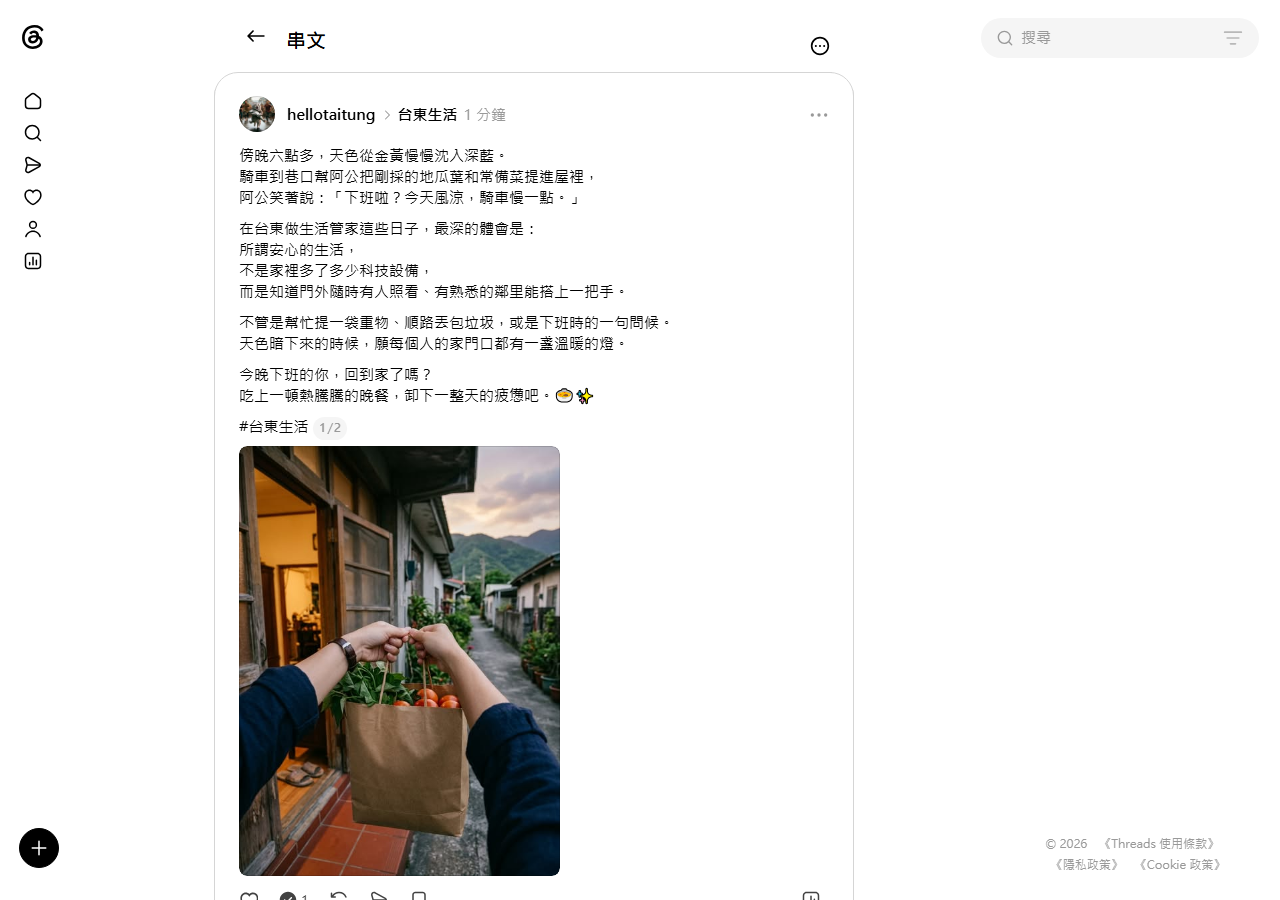 串文
搜尋
hellotaitung > 台東生活 1 分鐘
傍晚六點多，天色從金黃慢慢沈入深藍。
騎車到巷口幫阿公把剛採的地瓜葉和常備菜提進屋裡，
阿公笑著說：「下班啦？今天風涼，騎車慢一點。」
在台東做生活管家這些日子，最深的體會是：
所謂安心的生活，
不是家裡多了多少科技設備，
而是知道門外隨時有人照看、有熟悉的鄰里能搭上一把手。
不管是幫忙提一袋重物、順路丟包垃圾，或是下班時的一句問候。
天色暗下來的時候，願每個人的家門口都有一盞溫暖的燈。
今晚下班的你，回到家了嗎？
吃上一頓熱騰騰的晚餐，卸下一整天的疲憊吧。🍲✨
#台東生活 1/2
1
© 2026 《Threads 使用條款》
《隱私政策》 《Cookie 政策》